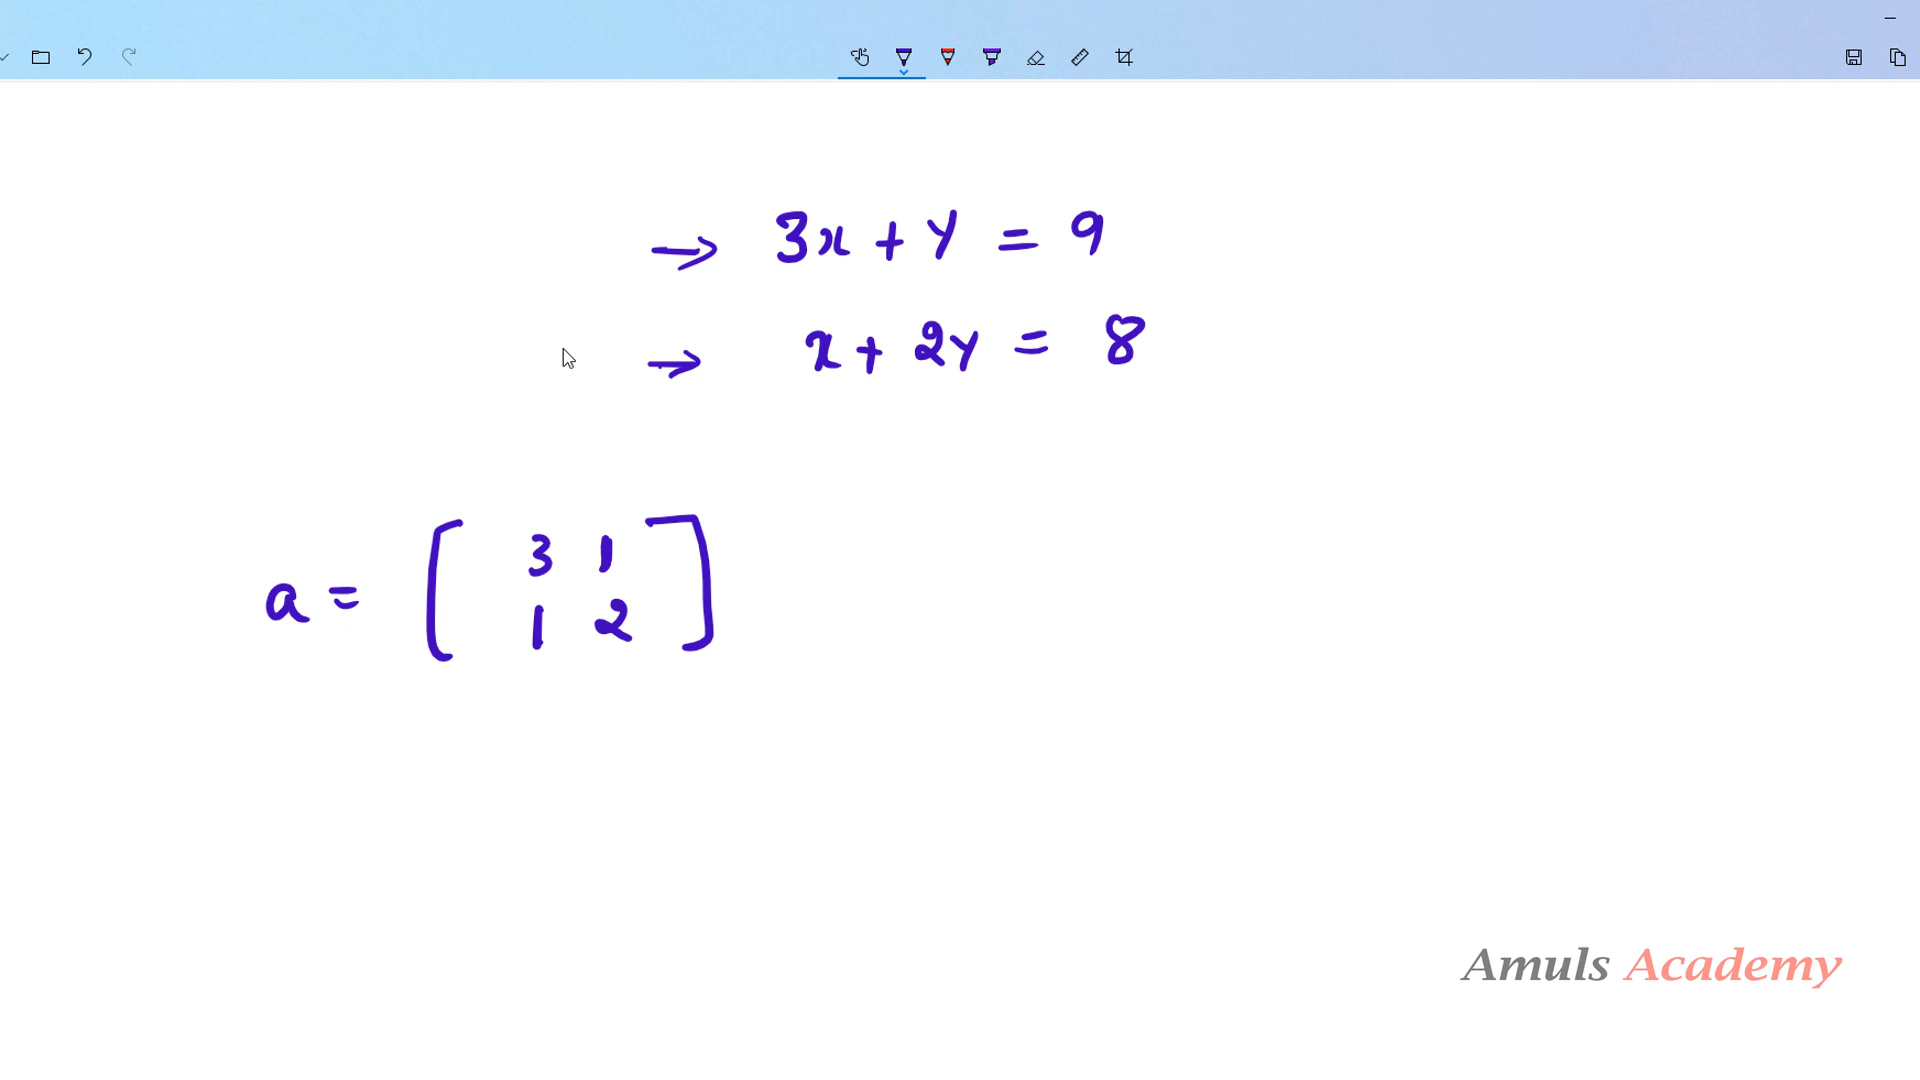 → 3x + y = 9
→ x + 2y = 8
a = [ 3 1
1 2 ]
Amuls Academy